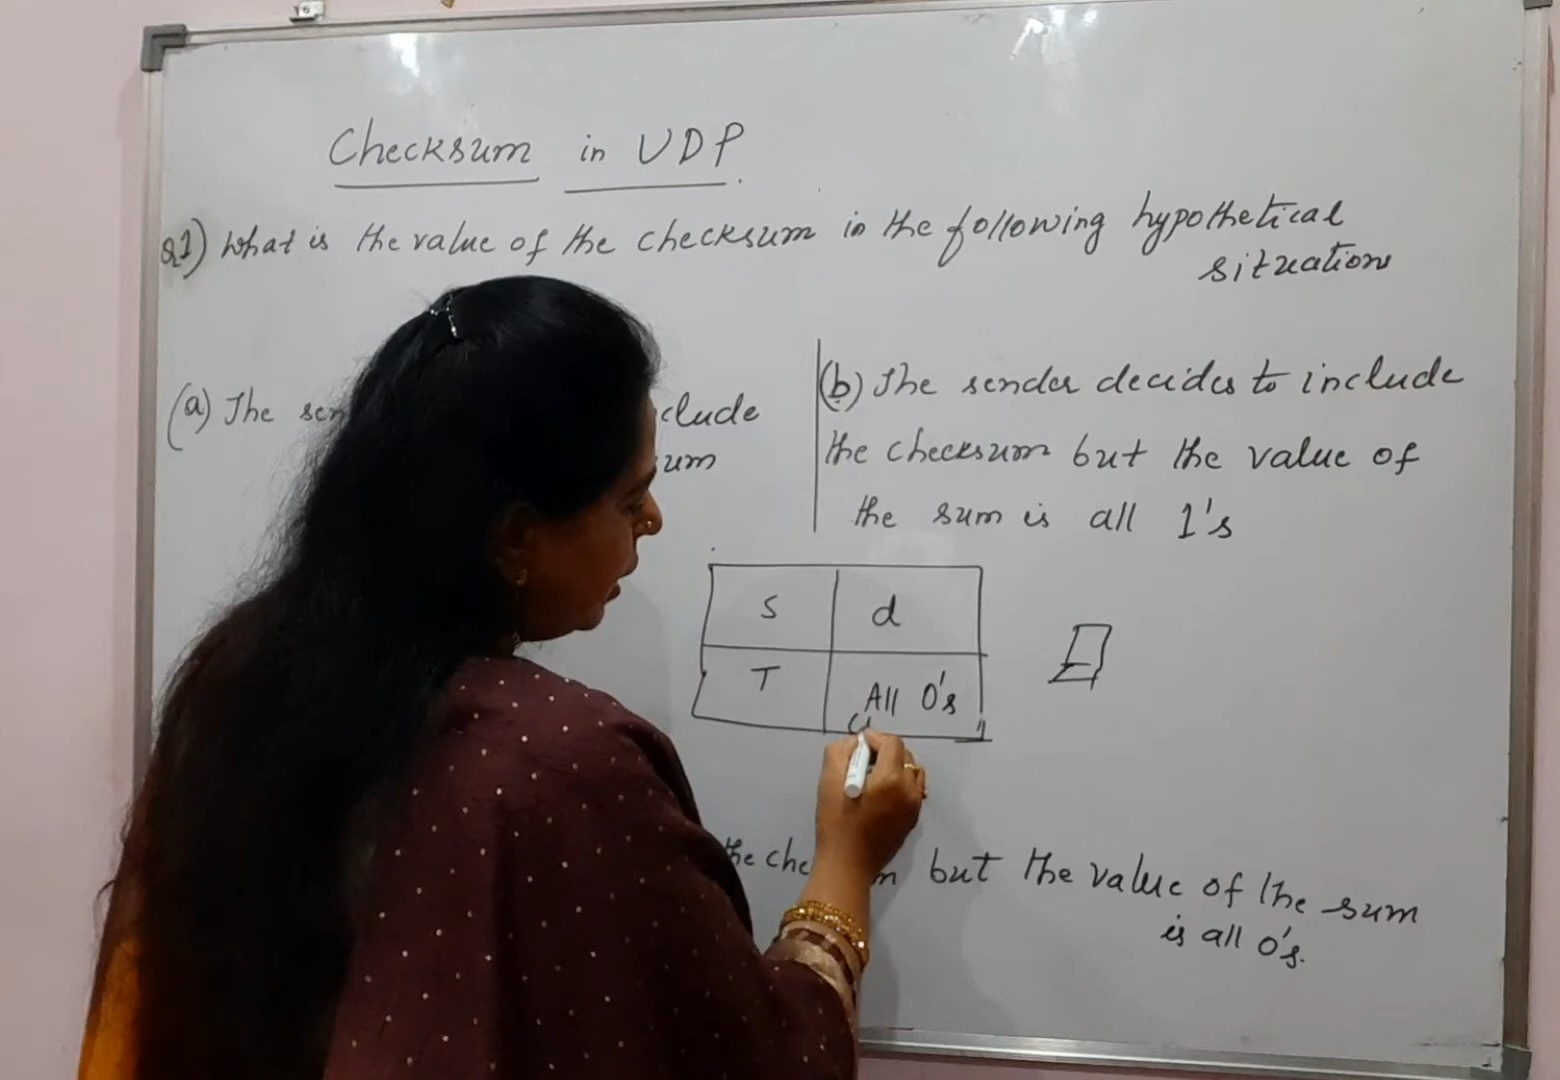 Checksum in UDP.
Q1) What is the value of the checksum in the following hypothetical
situation
(a) The clude
um
(b) The sender decides to include
the checksum but the value of
the sum is all 1's
S d
T All 0's
the but the value of the sum
is all 0's.